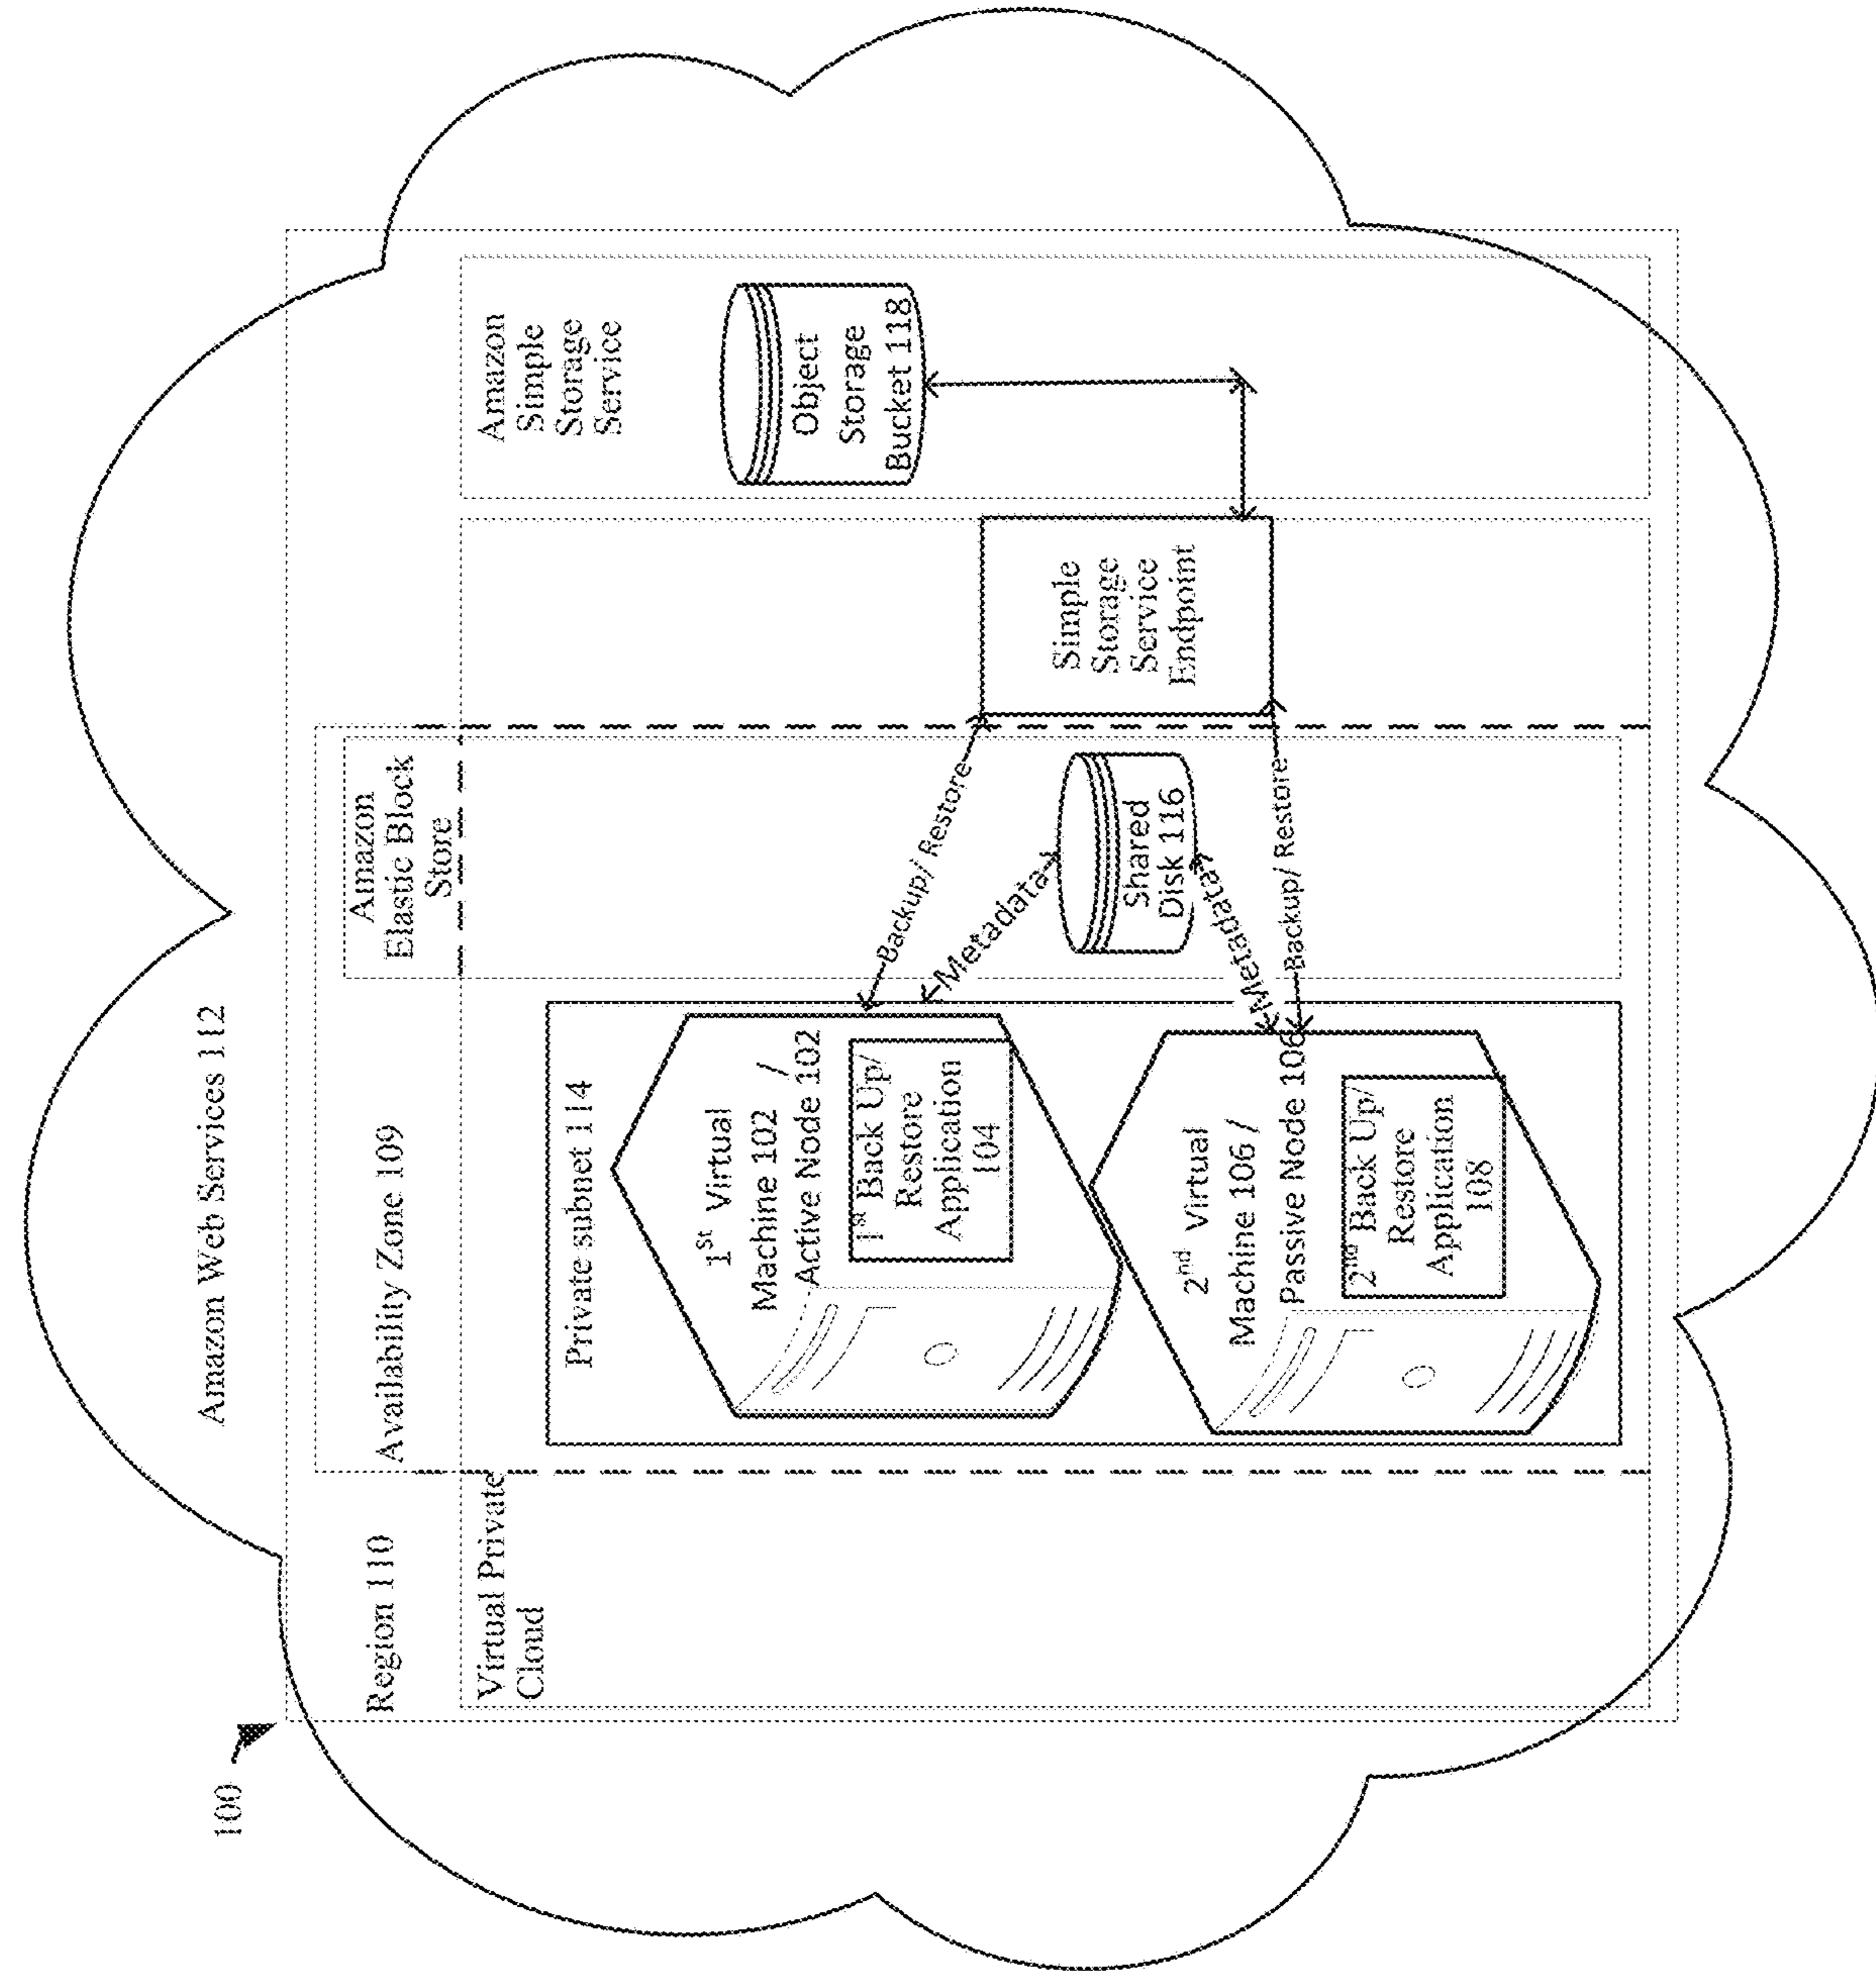 100
Amazon Web Services 112
Region 110
Availability Zone 109
Amazon
Elastic Block
Store
Virtual Private
Cloud
Private subnet 114
1St Virtual
Machine 102 /
Active Node 102
1st Back Up/
Restore
Application
104
2nd Virtual
Machine 106 /
Passive Node 106
2nd Back Up/
Restore
Application
108
Backup/ Restore
Metadata
Shared
Disk 116
Metadata
Backup/ Restore
Simple
Storage
Service
Endpoint
Amazon
Simple
Storage
Service
Object
Storage
Bucket 118